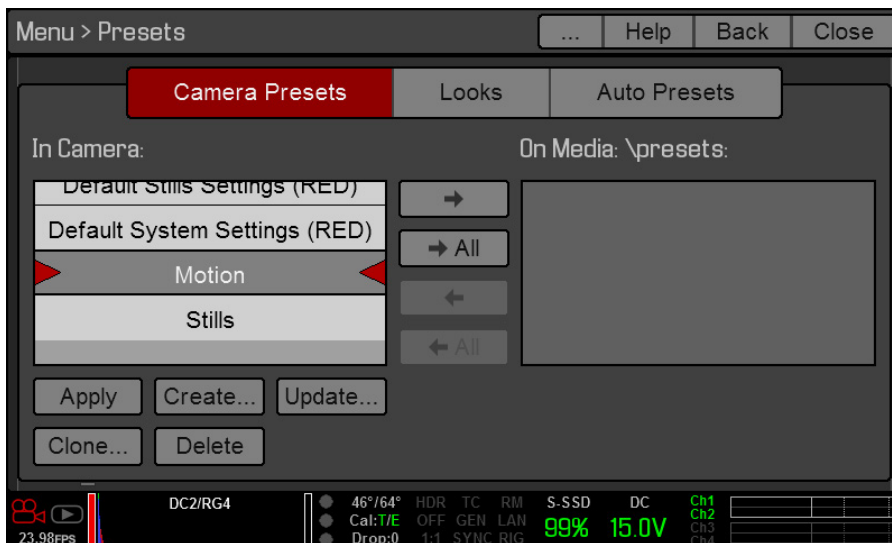 Menu > Presets
... Help Back Close
Camera Presets Looks Auto Presets
In Camera:
On Media: \presets:
Default Stills Settings (RED)
Default System Settings (RED)
Motion
Stills
→
→ All
←
← All
Apply Create... Update...
Clone... Delete
DC2/RG4 46°/64° HDR TC RM S-SSD DC Ch1
Cal:T/E OFF GEN LAN 99% 15.0V Ch2
Ch3
23.98FPS Drop:0 1:1 SYNC RIG Ch4